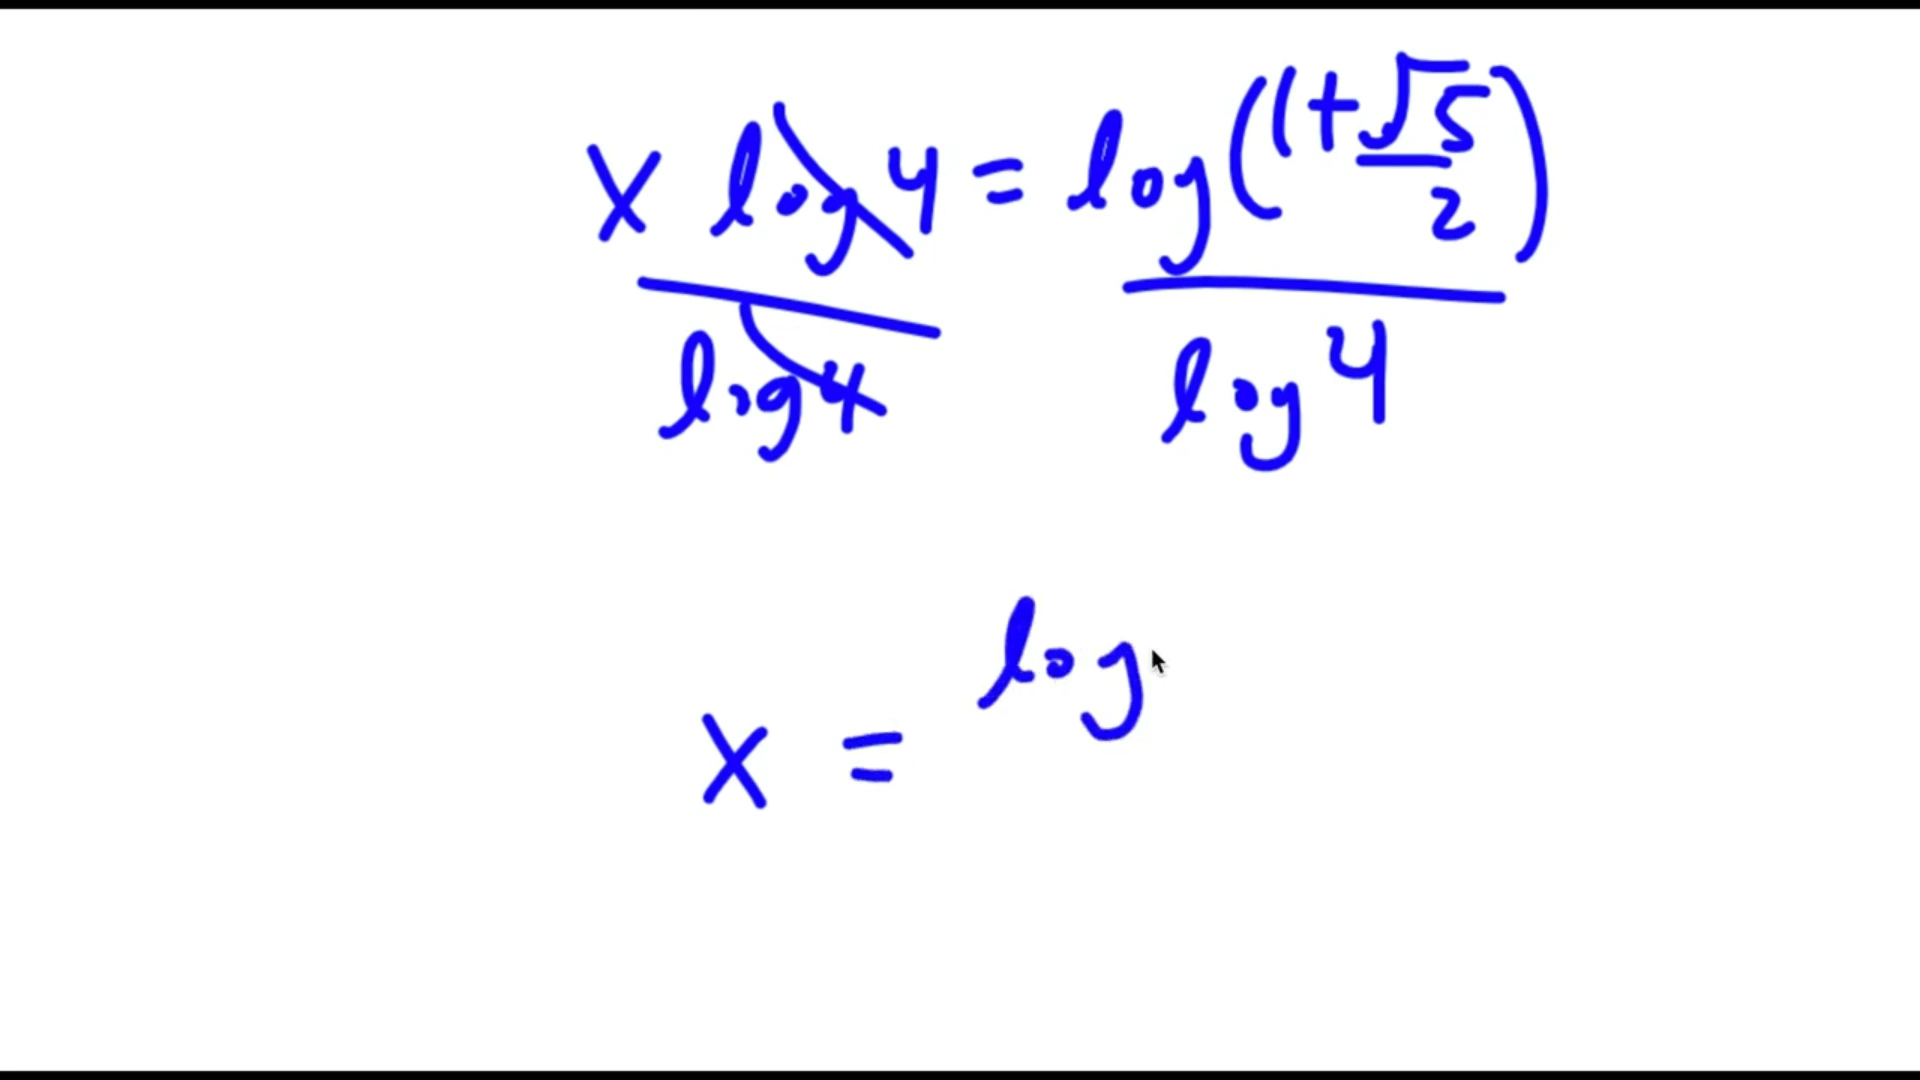 x log 4 = log((1+√5)/2)
log 4 log 4
x = log